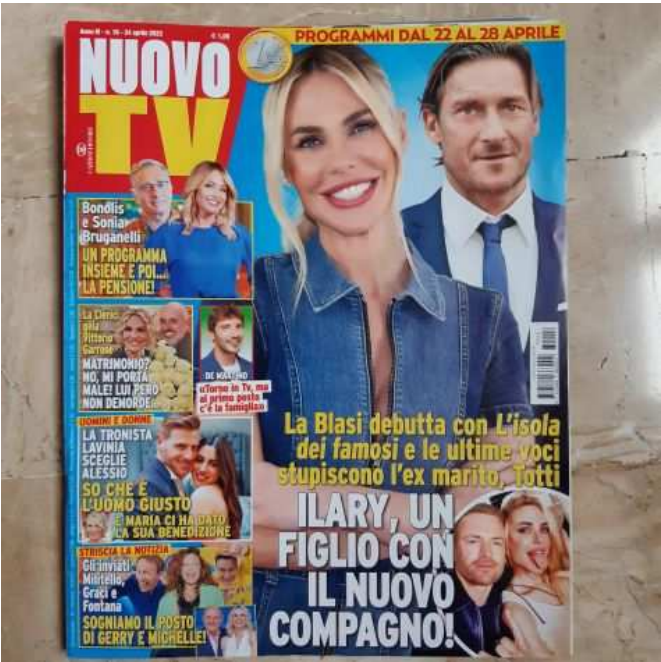 PROGRAMMI DAL 22 AL 28 APRILE
NUOVO
TV
Bonolis
e Sonia
Bruganelli
UN PROGRAMMA
INSIEME E POI...
LA PENSIONE!
La Clerici
gela
Vittorio
Garrone
MATRIMONIO?
NO, MI PORTA
MALE! LUI PERÒ
NON DEMORDE
DE MARTINO
«Torno in Tv, ma
al primo posto
c'è la famiglia»
UOMINI E DONNE
LA TRONISTA
LAVINIA
SCEGLIE
ALESSIO
SO CHE È
L'UOMO GIUSTO
E MARIA CI HA DATO
LA SUA BENEDIZIONE
STRISCIA LA NOTIZIA
Gli inviati
Militello,
Graci e
Fontana
SOGNIAMO IL POSTO
DI GERRY E MICHELLE!
La Blasi debutta con L'isola
dei famosi e le ultime voci
stupiscono l'ex marito, Totti
ILARY, UN
FIGLIO CON
IL NUOVO
COMPAGNO!